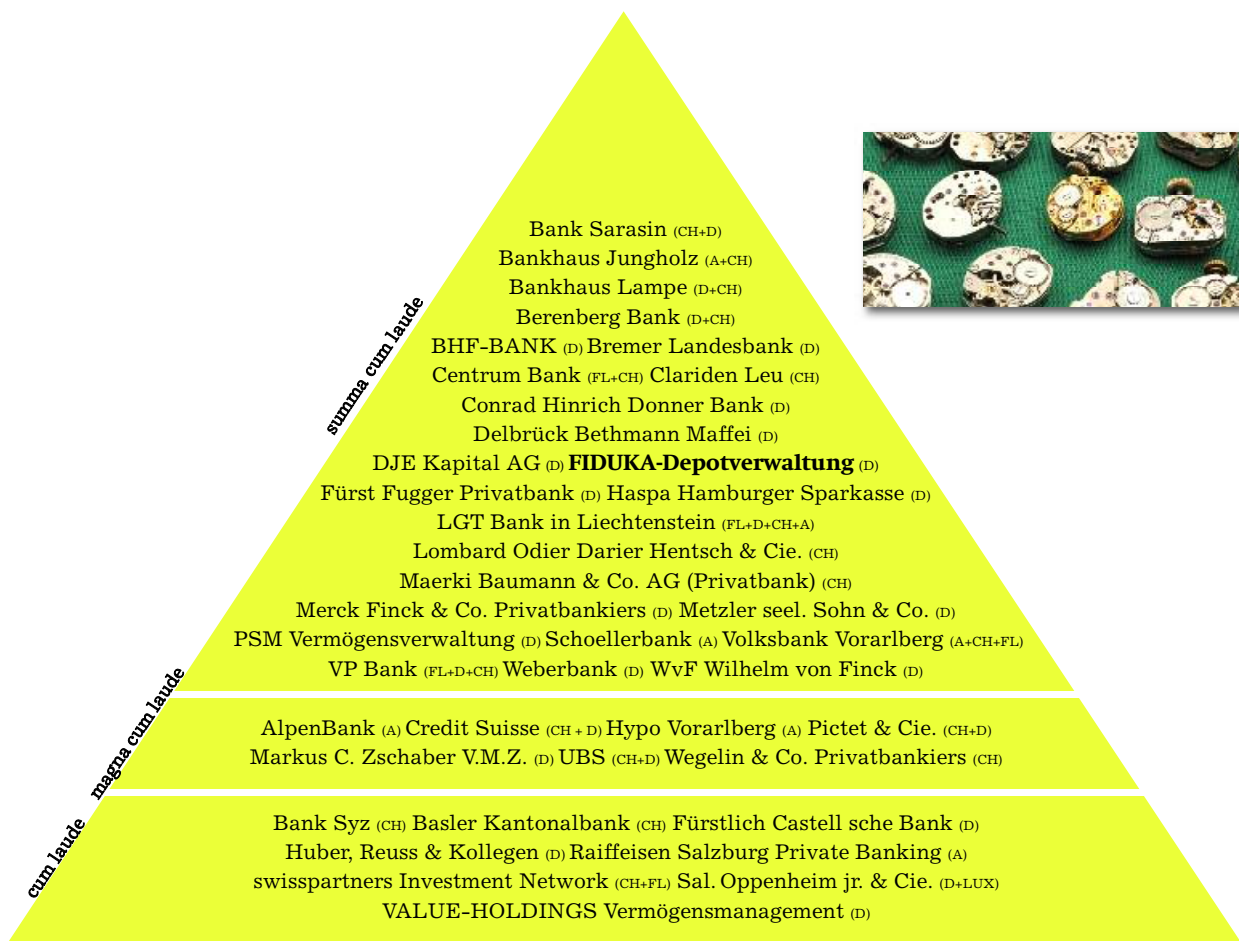 Bank Sarasin (CH+D)
Bankhaus Jungholz (A+CH)
Bankhaus Lampe (D+CH)
Berenberg Bank (D+CH)
BHF-BANK (D) Bremer Landesbank (D)
Centrum Bank (FL+CH) Clariden Leu (CH)
Conrad Hinrich Donner Bank (D)
Delbrück Bethmann Maffei (D)
DJE Kapital AG (D) FIDUKA-Depotverwaltung (D)
Fürst Fugger Privatbank (D) Haspa Hamburger Sparkasse (D)
LGT Bank in Liechtenstein (FL+D+CH+A)
Lombard Odier Darier Hentsch & Cie. (CH)
Maerki Baumann & Co. AG (Privatbank) (CH)
Merck Finck & Co. Privatbankiers (D) Metzler seel. Sohn & Co. (D)
PSM Vermögensverwaltung (D) Schoellerbank (A) Volksbank Vorarlberg (A+CH+FL)
VP Bank (FL+D+CH) Weberbank (D) WvF Wilhelm von Finck (D)
summa cum laude
AlpenBank (A) Credit Suisse (CH + D) Hypo Vorarlberg (A) Pictet & Cie. (CH+D)
Markus C. Zschaber V.M.Z. (D) UBS (CH+D) Wegelin & Co. Privatbankiers (CH)
magna cum laude
Bank Syz (CH) Basler Kantonalbank (CH) Fürstlich Castell sche Bank (D)
Huber, Reuss & Kollegen (D) Raiffeisen Salzburg Private Banking (A)
swisspartners Investment Network (CH+FL) Sal. Oppenheim jr. & Cie. (D+LUX)
VALUE-HOLDINGS Vermögensmanagement (D)
cum laude